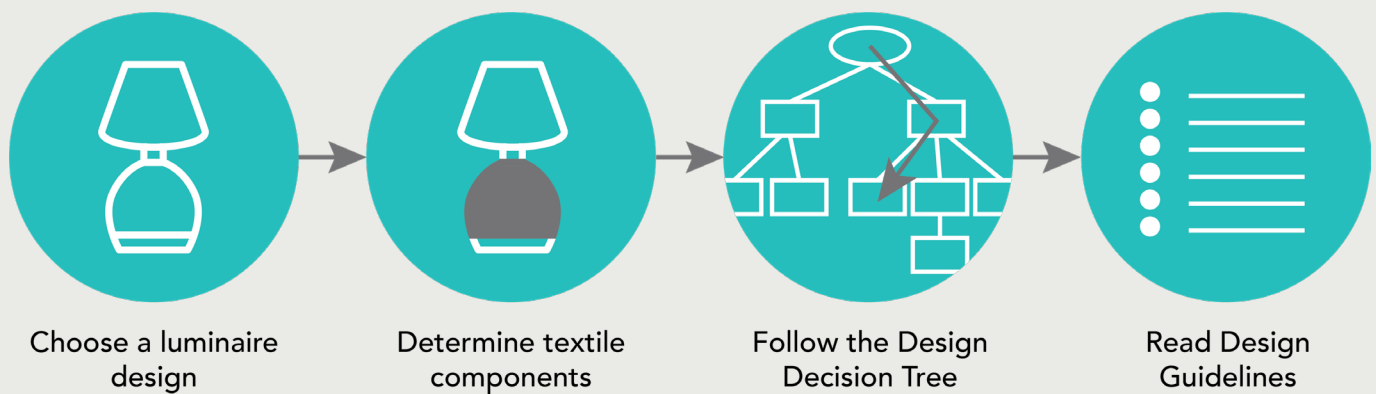 Choose a luminaire
design
Determine textile
components
Follow the Design
Decision Tree
Read Design
Guidelines